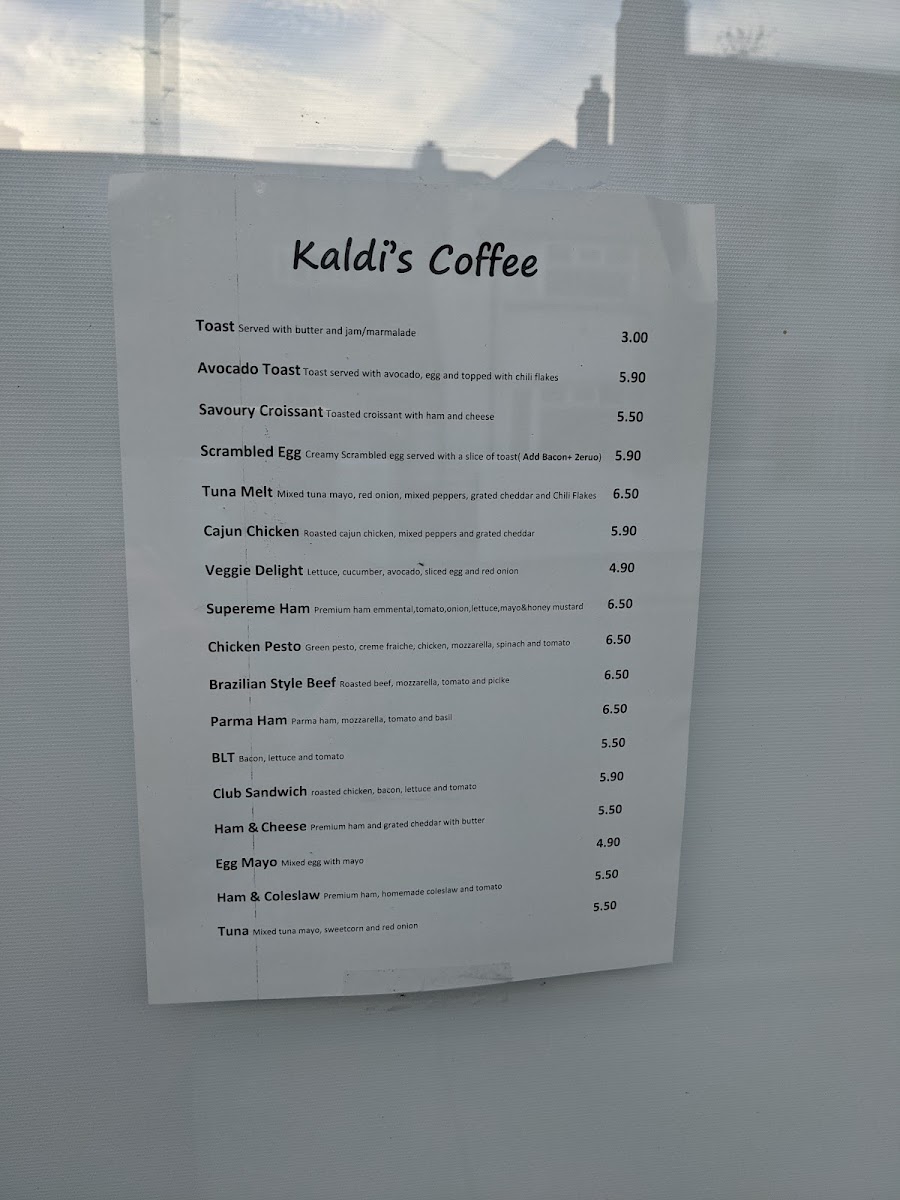 Kaldi's Coffee
Toast Served with butter and jam/marmalade 3.00
Avocado Toast Toast served with avocado, egg and topped with chili flakes 5.90
Savoury Croissant Toasted croissant with ham and cheese 5.50
Scrambled Egg Creamy Scrambled egg served with a slice of toast( Add Bacon+ 2eruo) 5.90
Tuna Melt Mixed tuna mayo, red onion, mixed peppers, grated cheddar and Chili Flakes 6.50
Cajun Chicken Roasted cajun chicken, mixed peppers and grated cheddar 5.90
Veggie Delight Lettuce, cucumber, avocado, sliced egg and red onion 4.90
Supereme Ham Premium ham emmental,tomato,onion,lettuce,mayo&honey mustard 6.50
Chicken Pesto Green pesto, creme fraiche, chicken, mozzarella, spinach and tomato 6.50
Brazilian Style Beef Roasted beef, mozzarella, tomato and piclke 6.50
Parma Ham Parma ham, mozzarella, tomato and basil 6.50
BLT Bacon, lettuce and tomato 5.50
Club Sandwich roasted chicken, bacon, lettuce and tomato 5.90
Ham & Cheese Premium ham and grated cheddar with butter 5.50
Egg Mayo Mixed egg with mayo 4.90
Ham & Coleslaw Premium ham, homemade coleslaw and tomato 5.50
Tuna Mixed tuna mayo, sweetcorn and red onion 5.50